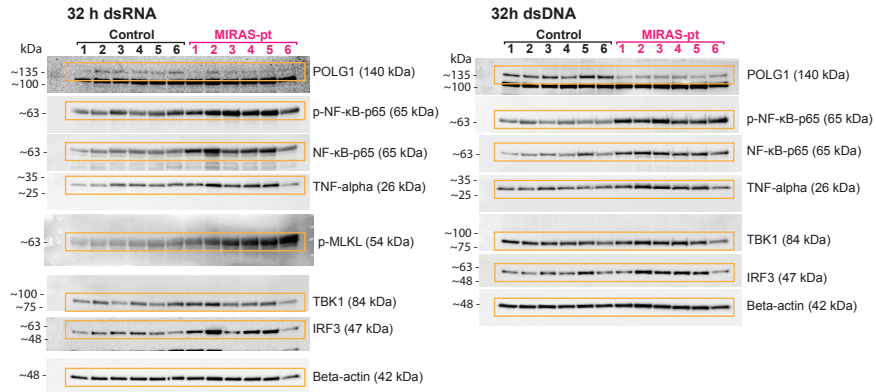 32 h dsRNA
Control MIRAS-pt
kDa 1 2 3 4 5 6 1 2 3 4 5 6
~135 - POLG1 (140 kDa)
~100 -
~63 - p-NF-κB-p65 (65 kDa)
~63 - NF-κB-p65 (65 kDa)
~35 -
~25 - TNF-alpha (26 kDa)
~63 - p-MLKL (54 kDa)
~100 -
~75 - TBK1 (84 kDa)
~63 - IRF3 (47 kDa)
~48 -
~48 - Beta-actin (42 kDa)
32h dsDNA
Control MIRAS-pt
1 2 3 4 5 6 1 2 3 4 5 6
kDa
~135 - POLG1 (140 kDa)
~100 -
~63 - p-NF-κB-p65 (65 kDa)
~63 - NF-κB-p65 (65 kDa)
~35 -
~25 - TNF-alpha (26 kDa)
~100 -
~75 - TBK1 (84 kDa)
~63 -
~48 - IRF3 (47 kDa)
~48 - Beta-actin (42 kDa)